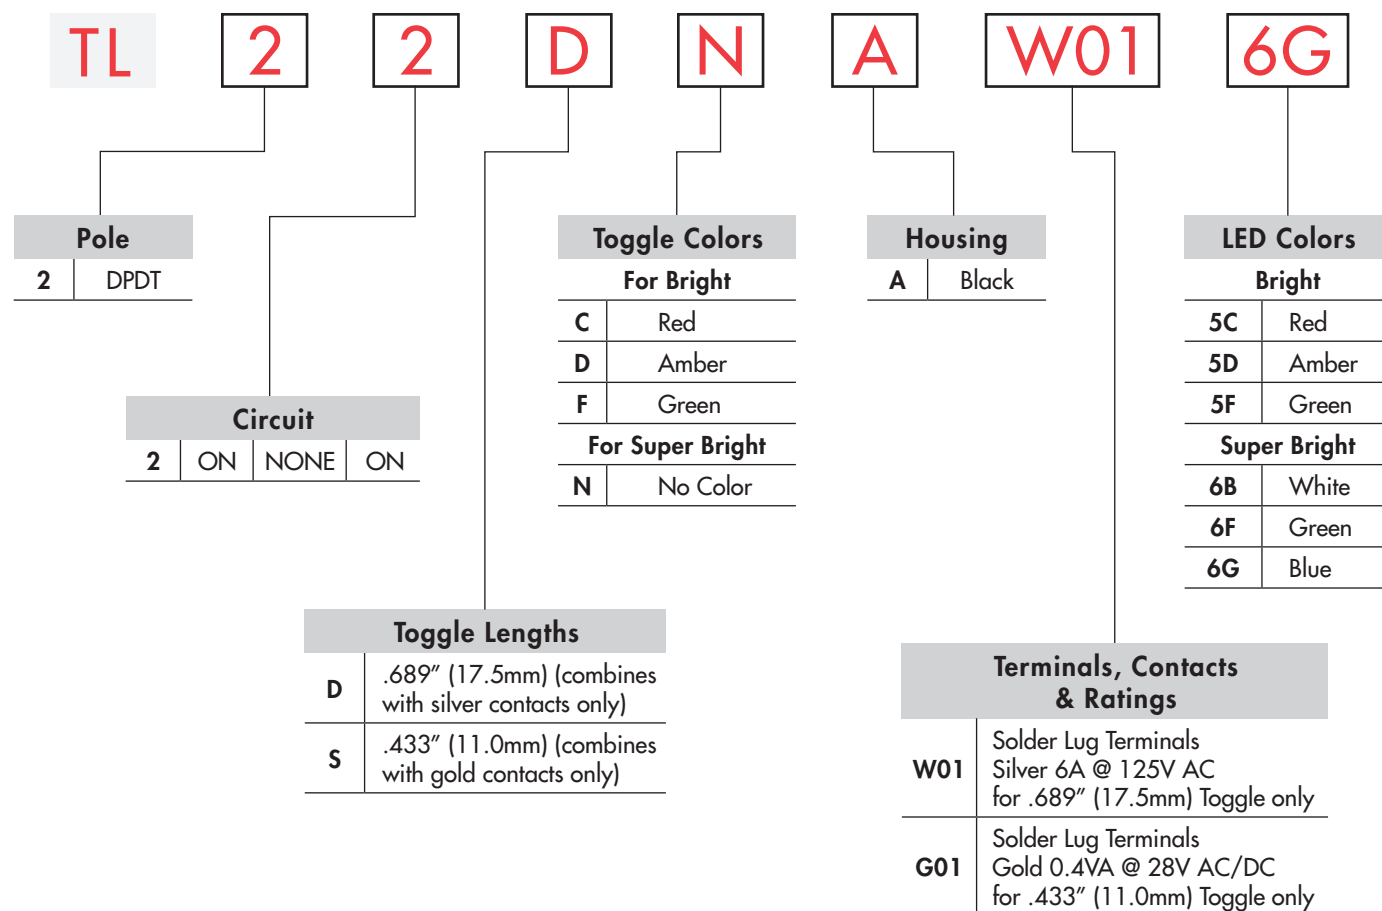 TL 2 2 D N A W01 6G
Pole
2 DPDT
Circuit
2 ON NONE ON
Toggle Lengths
D .689″ (17.5mm) (combines
with silver contacts only)
S .433″ (11.0mm) (combines
with gold contacts only)
Toggle Colors
For Bright
C Red
D Amber
F Green
For Super Bright
N No Color
Housing
A Black
Terminals, Contacts
& Ratings
W01 Solder Lug Terminals
Silver 6A @ 125V AC
for .689″ (17.5mm) Toggle only
G01 Solder Lug Terminals
Gold 0.4VA @ 28V AC/DC
for .433″ (11.0mm) Toggle only
LED Colors
Bright
5C Red
5D Amber
5F Green
Super Bright
6B White
6F Green
6G Blue